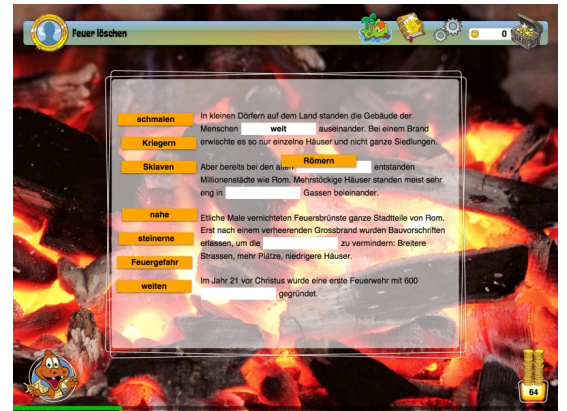 Feuer löschen
0
schmalen
Kriegern
Sklaven
nahe
steinerne
Feuergefahr
weiten
In kleinen Dörfern auf dem Land standen die Gebäude der
Menschen weit auseinander. Bei einem Brand
erwischte es so nur einzelne Häuser und nicht ganze Siedlungen.
Römern
Aber bereits bei den alten entstanden
Millionenstädte wie Rom. Mehrstöckige Häuser standen meist sehr
eng in Gassen beieinander.
Etliche Male vernichteten Feuersbrünste ganze Stadtteile von Rom.
Erst nach einem verheerenden Grossbrand wurden Bauvorschriften
erlassen, um die zu vermindern: Breitere
Strassen, mehr Plätze, niedrigere Häuser.
Im Jahr 21 vor Christus wurde eine erste Feuerwehr mit 600
gegründet.
64